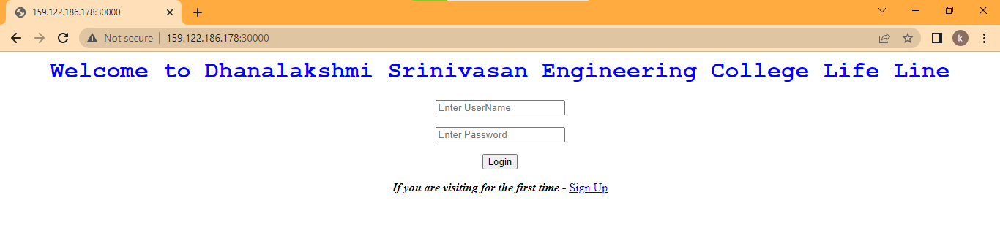 159.122.186.178:30000
Not secure 159.122.186.178:30000
k
Welcome to Dhanalakshmi Srinivasan Engineering College Life Line
Enter UserName
Enter Password
Login
If you are visiting for the first time - Sign Up